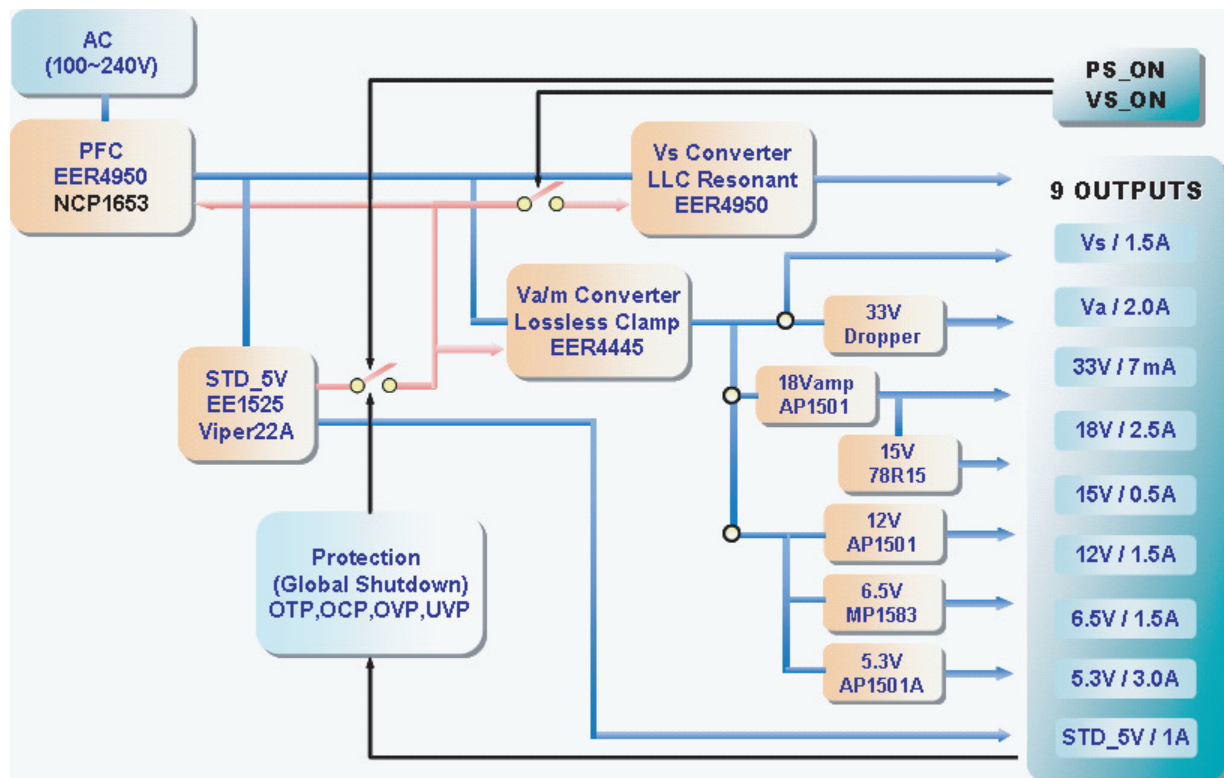 AC
(100~240V)
PS_ON
VS_ON
PFC
EER4950
NCP1653
Vs Converter
LLC Resonant
EER4950
9 OUTPUTS
Vs / 1.5A
Va / 2.0A
33V / 7mA
18V / 2.5A
15V / 0.5A
12V / 1.5A
6.5V / 1.5A
5.3V / 3.0A
STD_5V / 1A
Va/m Converter
Lossless Clamp
EER4445
33V
Dropper
STD_5V
EE1525
Viper22A
18Vamp
AP1501
15V
78R15
12V
AP1501
6.5V
MP1583
5.3V
AP1501A
Protection
(Global Shutdown)
OTP,OCP,OVP,UVP